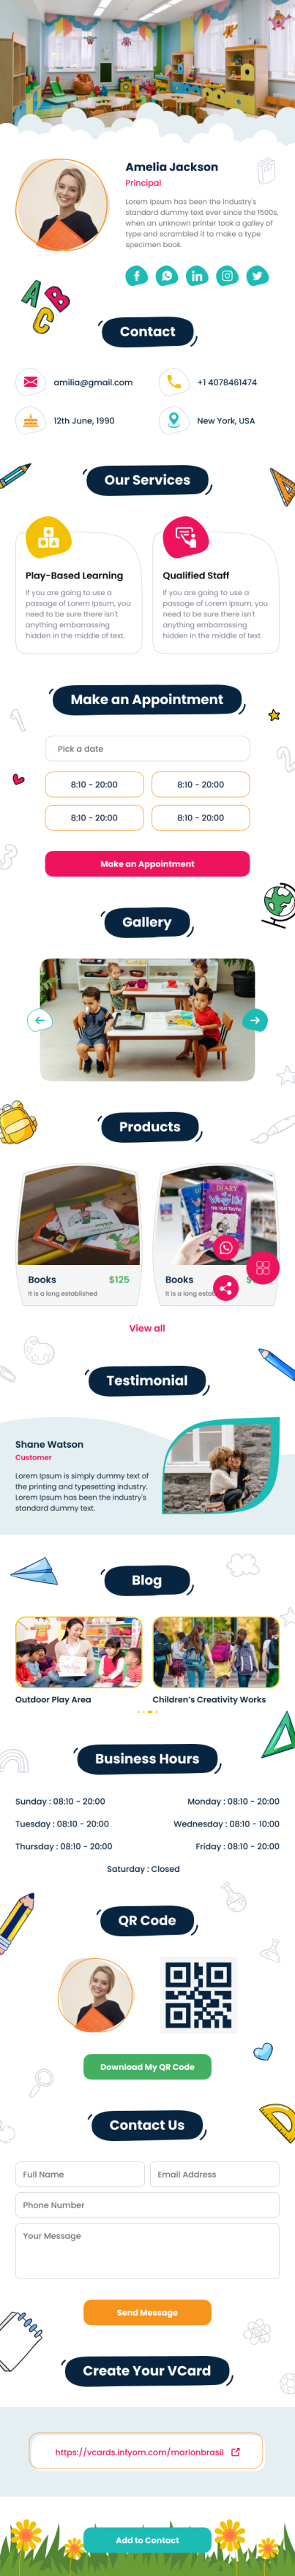 Amelia Jackson
Principal
Lorem Ipsum has been the industry's
standard dummy text ever since the 1500s,
when an unknown printer took a galley of
type and scrambled it to make a type
specimen book.
A B C
Contact
amilia@gmail.com
+1 4078461474
12th June, 1990
New York, USA
Our Services
Play-Based Learning
If you are going to use a
passage of Lorem Ipsum, you
need to be sure there isn't
anything embarrassing
hidden in the middle of text.
Qualified Staff
If you are going to use a
passage of Lorem Ipsum, you
need to be sure there isn't
anything embarrassing
hidden in the middle of text.
Make an Appointment
1
Pick a date
2
8:10 - 20:00
8:10 - 20:00
8:10 - 20:00
8:10 - 20:00
3
Make an Appointment
Gallery
Products
DIARY
Wimpy Kid
Books
$125
It is a long established
Books
$
It is a long estab
View all
Testimonial
Shane Watson
Customer
Lorem Ipsum is simply dummy text of
the printing and typesetting industry.
Lorem Ipsum has been the industry's
standard dummy text.
Blog
Outdoor Play Area
Children's Creativity Works
Business Hours
Sunday : 08:10 - 20:00
Monday : 08:10 - 20:00
Tuesday : 08:10 - 20:00
Wednesday : 08:10 - 10:00
Thursday : 08:10 - 20:00
Friday : 08:10 - 20:00
Saturday : Closed
QR Code
Download My QR Code
Contact Us
Full Name
Email Address
Phone Number
Your Message
Send Message
Create Your VCard
https://vcards.infyom.com/marlonbrasil
Add to Contact